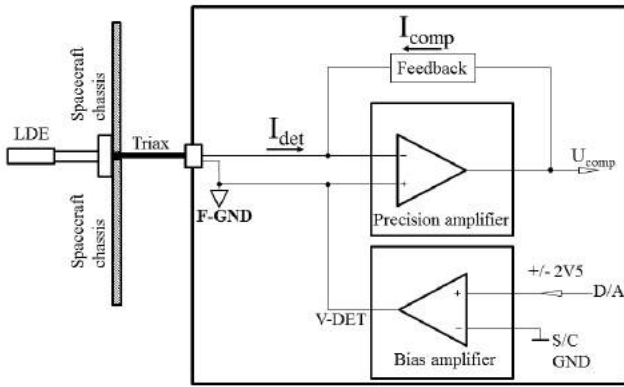 Spacecraft
chassis
LDE
Triax
Spacecraft
chassis
I_comp
Feedback
I_det
−
+
U_comp
F-GND
Precision amplifier
+/- 2V5
D/A
+
−
V-DET
S/C
GND
Bias amplifier